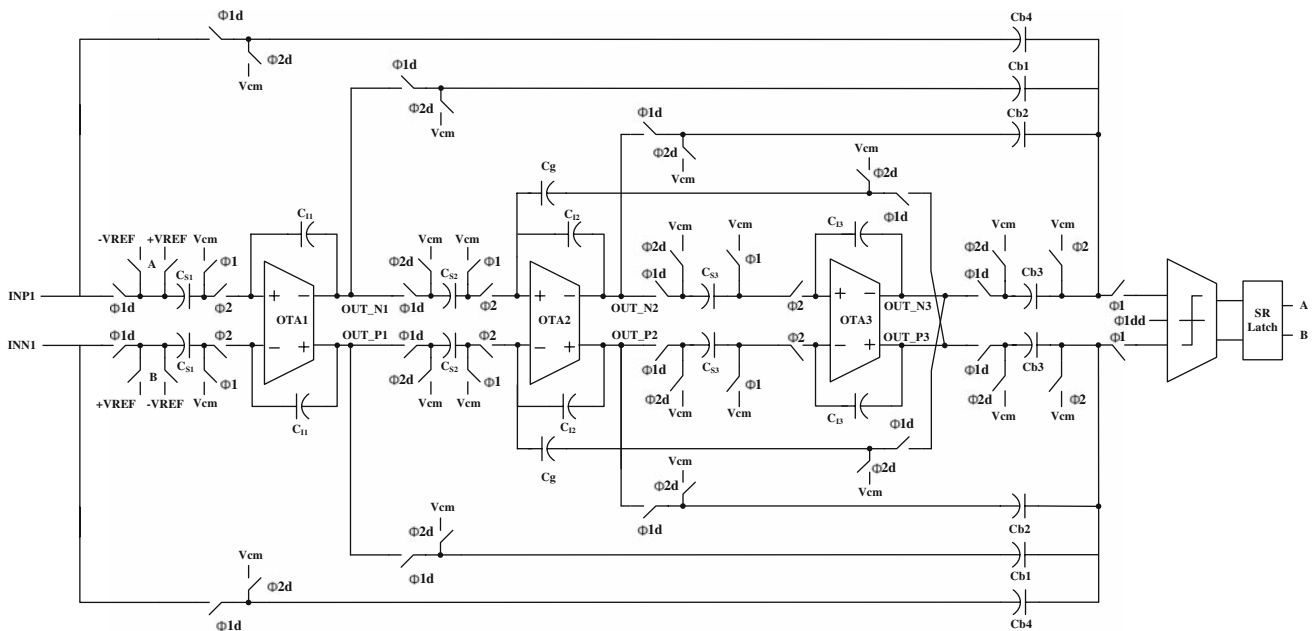 Φ1d
Cb4
Φ2d
Vcm
Φ1d
Cb1
Φ2d
Vcm
Φ1d
Cb2
Φ2d
Vcm
Vcm
Φ2d
Cg
Φ1d
-VREF
+VREF
Vcm
A
CS1
Φ1
CI1
Vcm
Vcm
Φ2d
CS2
Φ1
CI2
Vcm
Vcm
Φ2d
Φ1d
CS3
Φ1
CI3
Vcm
Vcm
Φ2d
Φ1d
Cb3
Φ2
INP1
Φ1d
Φ2
+
−
OTA1
OUT_N1
Φ1d
Φ2
+
−
OTA2
OUT_N2
Φ2
+
−
OTA3
OUT_N3
Φ1
Φ1dd
SR
Latch
A
B
INN1
Φ1d
Φ2
−
+
OUT_P1
Φ1d
Φ2
−
+
OUT_P2
Φ2
−
+
OUT_P3
Φ1
B
CS1
Φ1
+VREF
-VREF
Vcm
CI1
Φ2d
CS2
Φ1
Vcm
Vcm
CI2
Φ1d
Φ2d
CS3
Φ1
Vcm
Vcm
CI3
Φ1d
Φ2d
Cb3
Φ2
Vcm
Vcm
Cg
Φ1d
Φ2d
Vcm
Vcm
Φ2d
Φ1d
Cb2
Vcm
Φ2d
Φ1d
Cb1
Vcm
Φ2d
Φ1d
Cb4